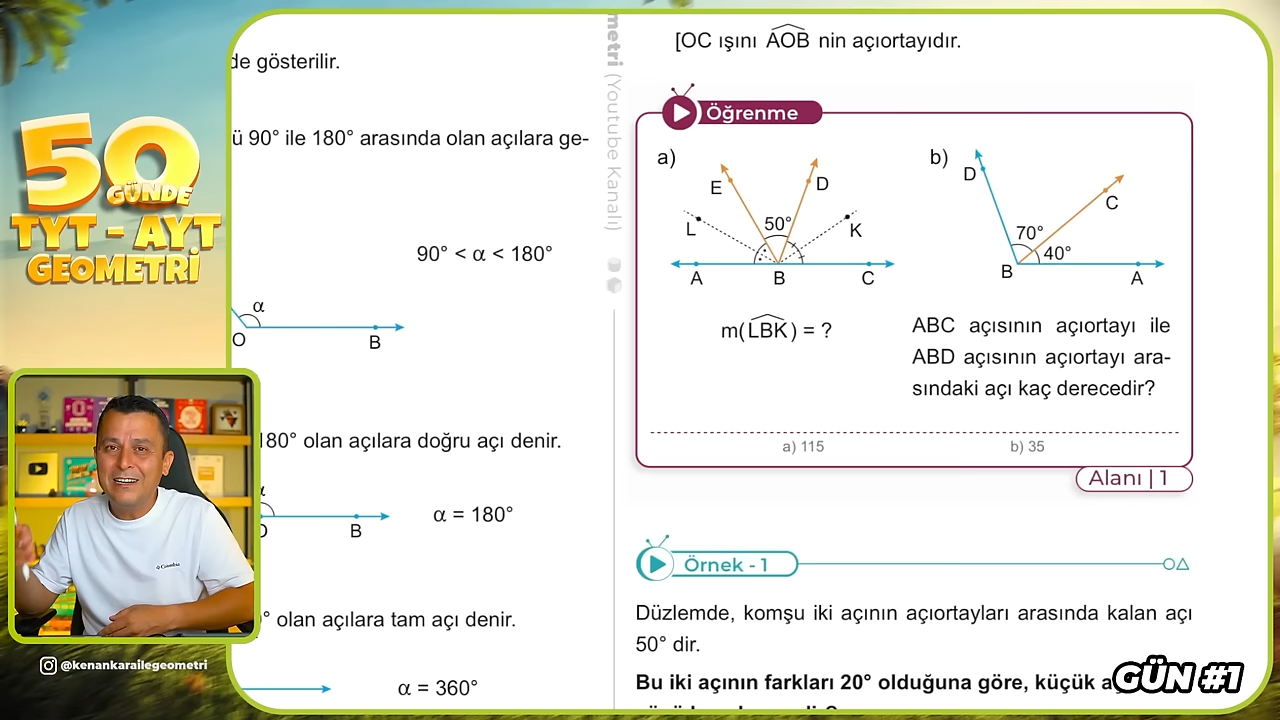 50
GÜNDE
TYT - AYT
GEOMETRİ
@kenankarailegeometri
de gösterilir.
ü 90° ile 180° arasında olan açılara ge-
90° < α < 180°
α
O
B
180° olan açılara doğru açı denir.
B
α = 180°
° olan açılara tam açı denir.
α = 360°
metri (Youtube Kanalı)
[OC ışını AOB nin açıortayıdır.
Öğrenme
a)
E
D
L
50°
K
A
B
C
m(LBK) = ?
b)
D
C
70°
40°
B
A
ABC açısının açıortayı ile
ABD açısının açıortayı ara-
sındaki açı kaç derecedir?
a) 115
b) 35
Alanı | 1
Örnek - 1
Düzlemde, komşu iki açının açıortayları arasında kalan açı
50° dir.
Bu iki açının farkları 20° olduğuna göre, küçük
GÜN #1